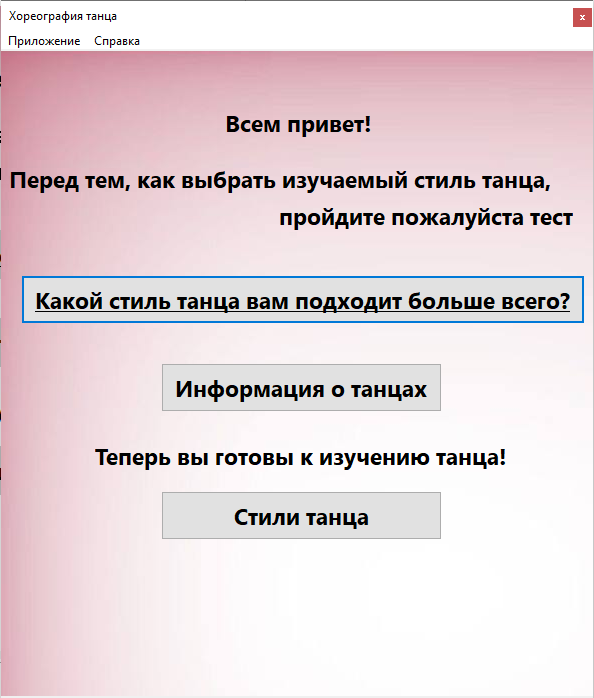 Хореография танца
x
Приложение Справка
Всем привет!
Перед тем, как выбрать изучаемый стиль танца,
пройдите пожалуйста тест
Какой стиль танца вам подходит больше всего?
Информация о танцах
Теперь вы готовы к изучению танца!
Стили танца